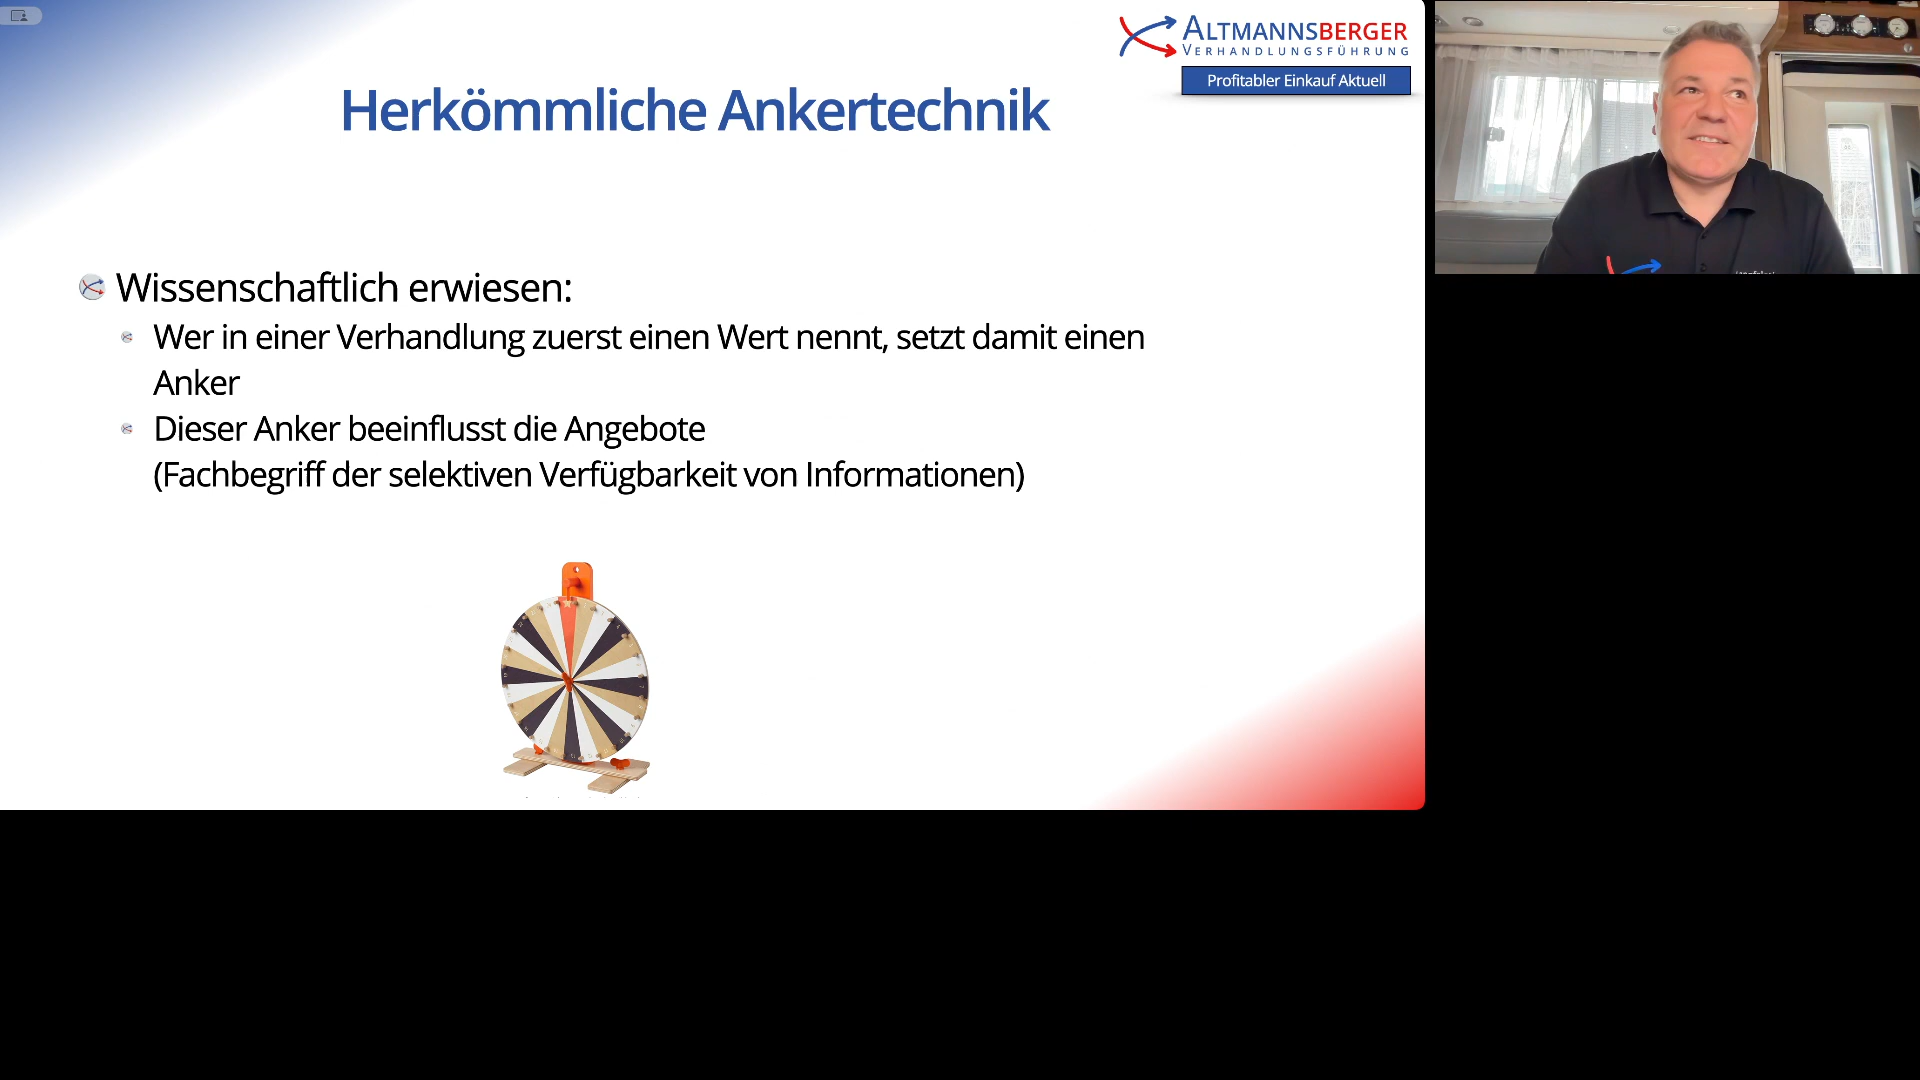 ALTMANNSBERGER
VERHANDLUNGSFÜHRUNG
Profitabler Einkauf Aktuell
Herkömmliche Ankertechnik
Wissenschaftlich erwiesen:
Wer in einer Verhandlung zuerst einen Wert nennt, setzt damit einen
Anker
Dieser Anker beeinflusst die Angebote
(Fachbegriff der selektiven Verfügbarkeit von Informationen)